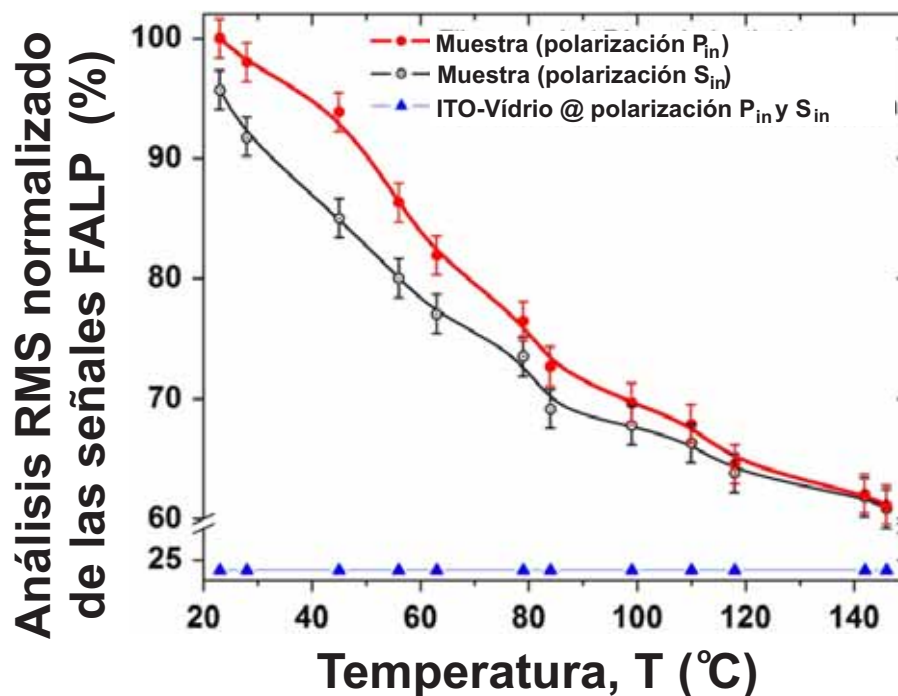 Análisis RMS normalizado
de las señales FALP (%)
100
90
80
70
60
25
Muestra (polarización Pin)
Muestra (polarización Sin)
ITO-Vídrio @ polarización Pin y Sin
20 40 60 80 100 120 140
Temperatura, T (°C)